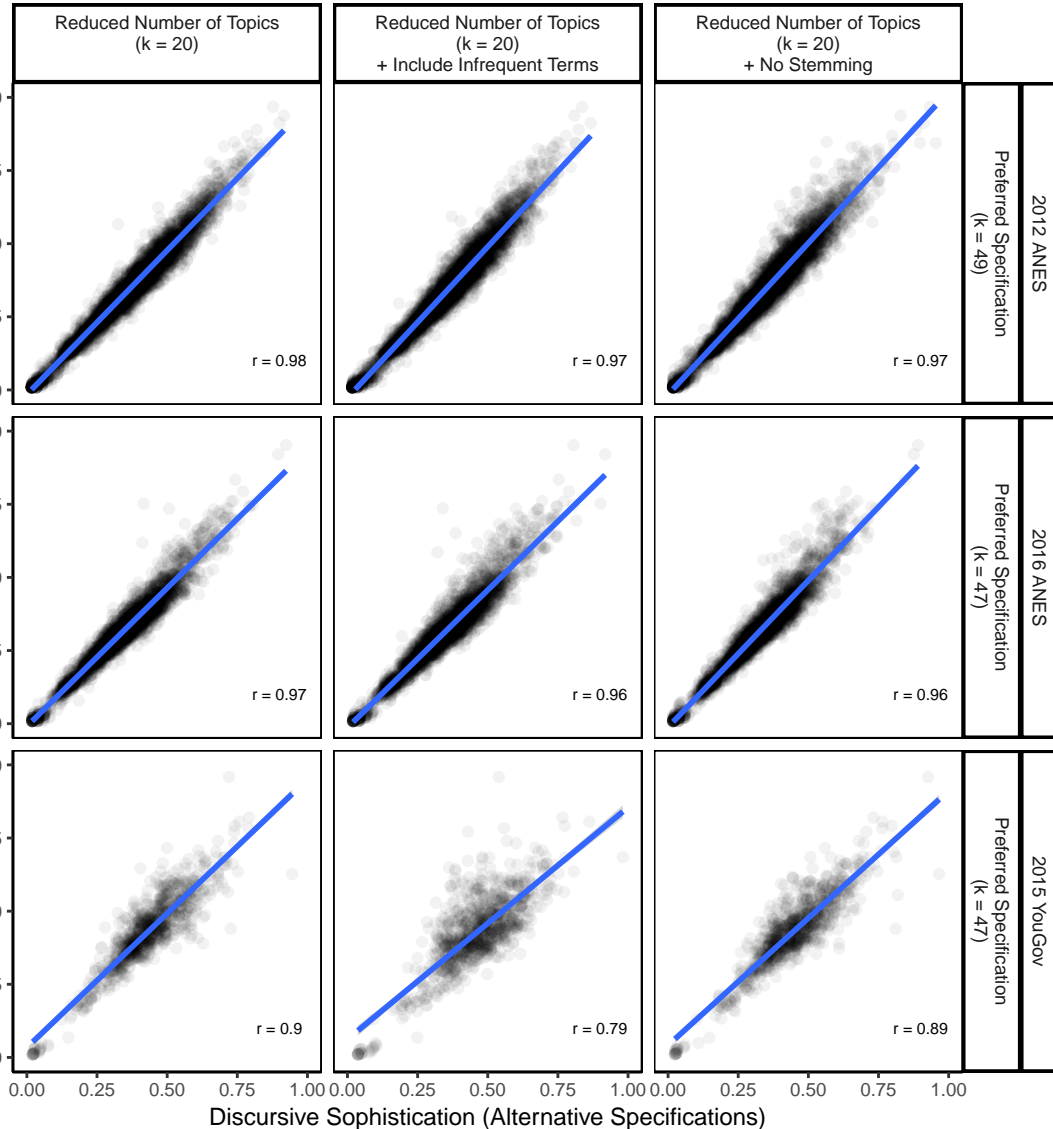 Reduced Number of Topics
(k = 20)
Reduced Number of Topics
(k = 20)
+ Include Infrequent Terms
Reduced Number of Topics
(k = 20)
+ No Stemming
r = 0.98
r = 0.97
r = 0.97
Preferred Specification
(k = 49)
2012 ANES
r = 0.97
r = 0.96
r = 0.96
Preferred Specification
(k = 47)
2016 ANES
r = 0.9
r = 0.79
r = 0.89
Preferred Specification
(k = 47)
2015 YouGov
0.00 0.25 0.50 0.75 1.00 0.00 0.25 0.50 0.75 1.00 0.00 0.25 0.50 0.75 1.00
Discursive Sophistication (Alternative Specifications)